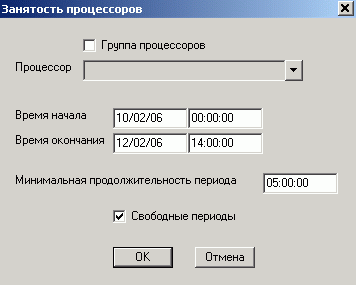 Занятость процессоров
Группа процессоров
Процессор
Время начала 10/02/06 00:00:00
Время окончания 12/02/06 14:00:00
Минимальная продолжительность периода 05:00:00
Свободные периоды
OK Отмена